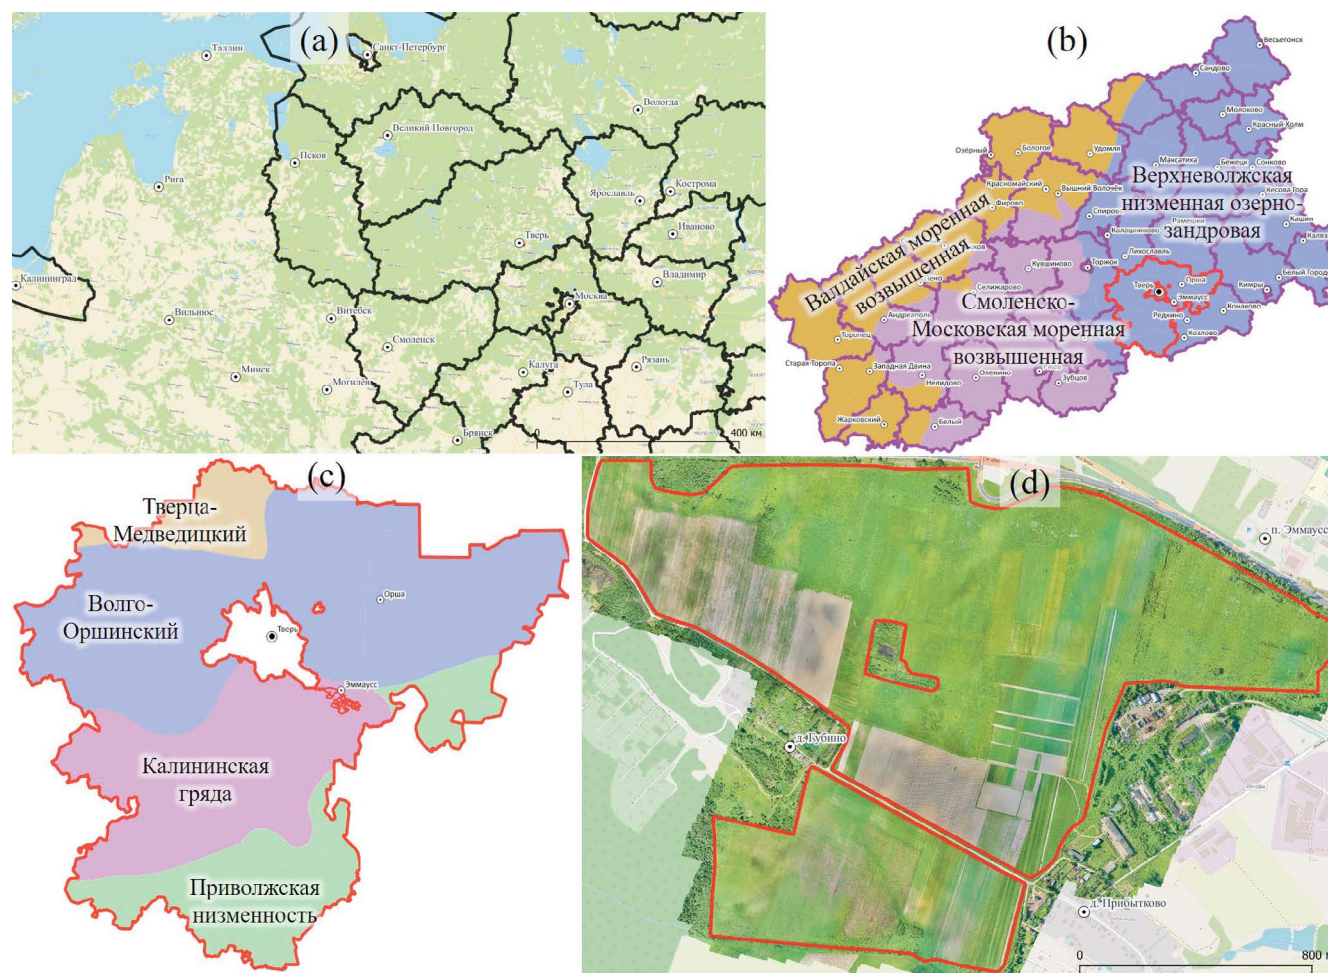 (a)
Таллин
Санкт-Петербург
Вологда
Великий Новгород
Псков
Рига
Ярославль
Кострома
Иваново
Тверь
Владимир
Калининград
Москва
Вильнюс
Витебск
Смоленск
Калуга
Рязань
Минск
Могилев
Тула
Брянск
0
400 км
(b)
Весьегонск
Сандово
Молоково
Красный Холм
Озёрный
Бологое
Удомля
Максатиха
Бежецк
Сонково
Верхневолжская
низменная озерно-
зандровая
Красномайский
Вышний Волочёк
Кесова Гора
Фирово
Спирово
Рамешки
Кашин
Калашниково
Лихославль
Валдайская моренная
возвышенная
Кувшиново
Торжок
Белый Городок
Орша
Тверь
Кимры
Селижарово
Эммаусс
Конаково
Редкино
Козлово
Смоленско-
Московская моренная
возвышенная
Андреаполь
Торопец
Старая Торопа
Западная Двина
Нелидово
Оленино
Ржев
Зубцов
Жарковский
Белый
(c)
Тверца-
Медведицкий
Волго-
Оршинский
Орша
Тверь
Эммаусс
Калининская
гряда
Приволжская
низменность
(d)
п. Эммаусс
д. Губино
д. Прибытково
0